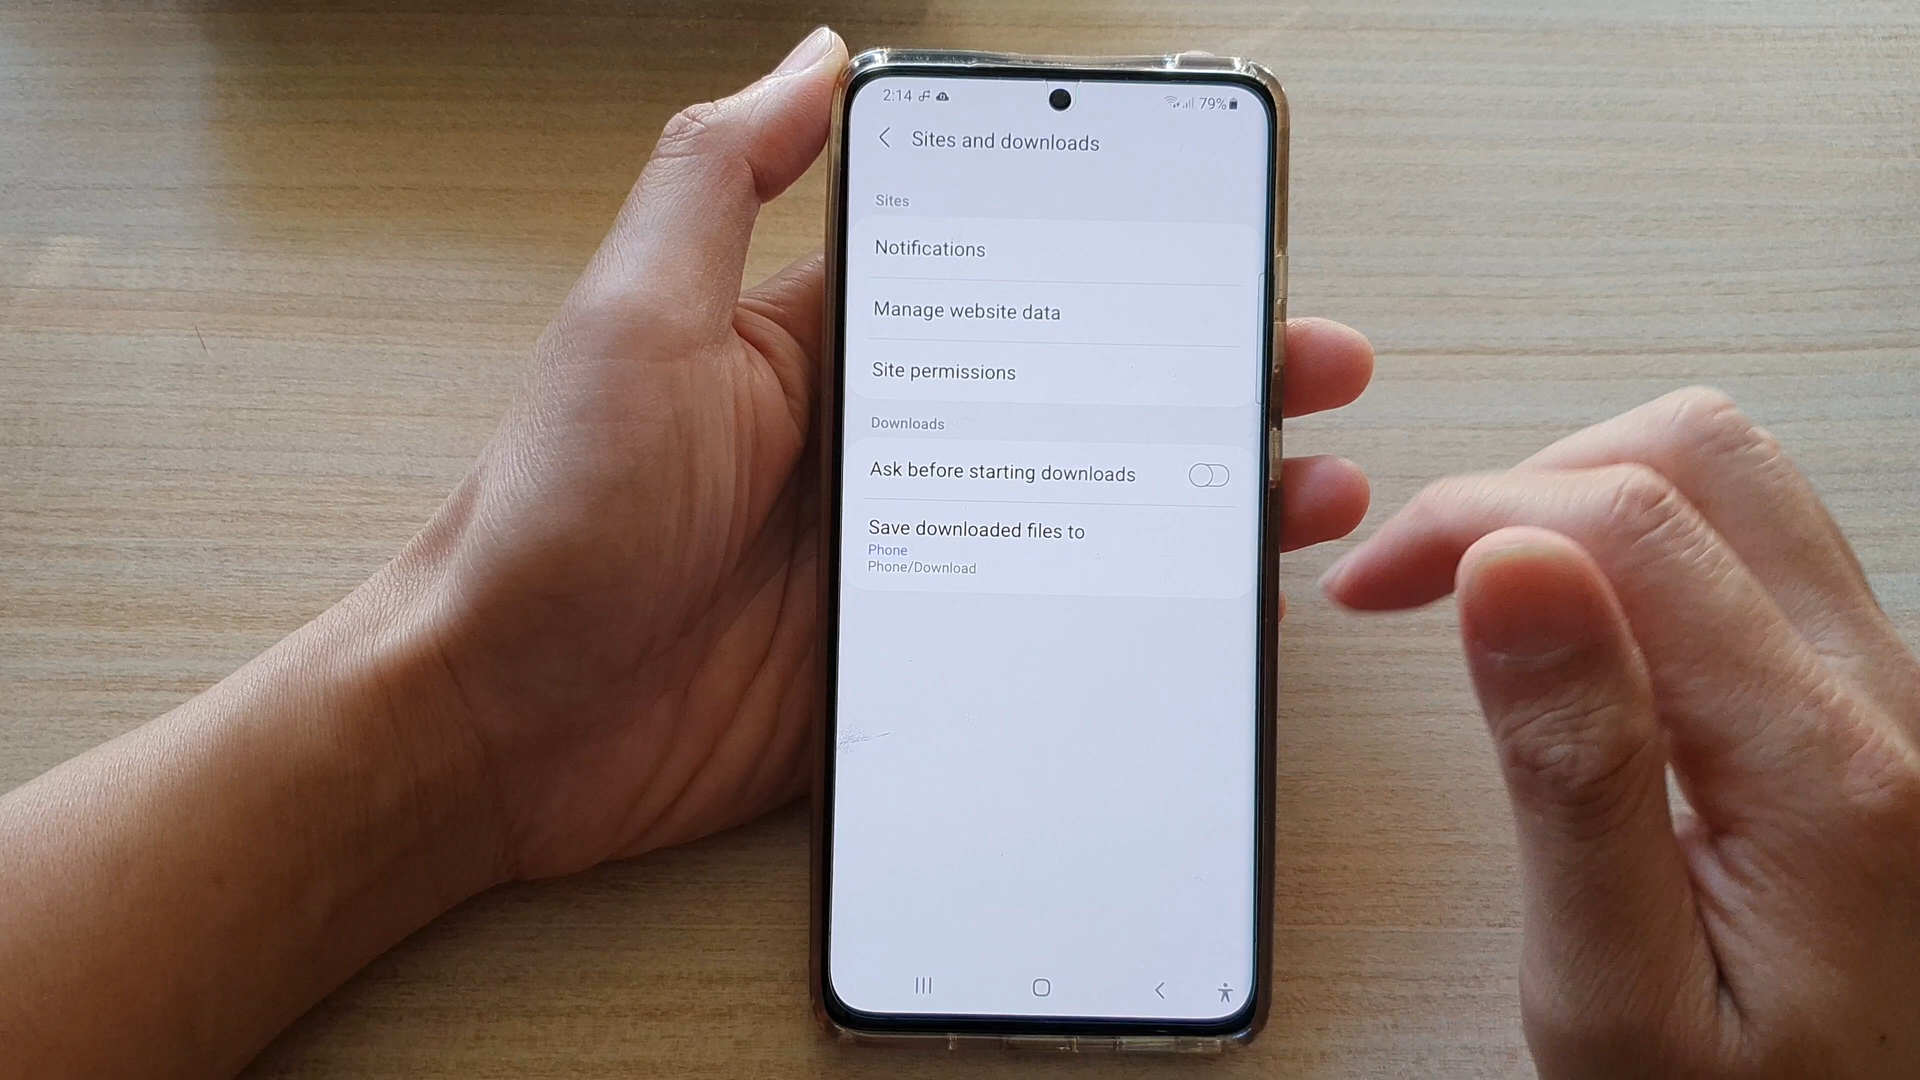 2:14 79%
Sites and downloads
Sites
Notifications
Manage website data
Site permissions
Downloads
Ask before starting downloads
Save downloaded files to
Phone
Phone/Download